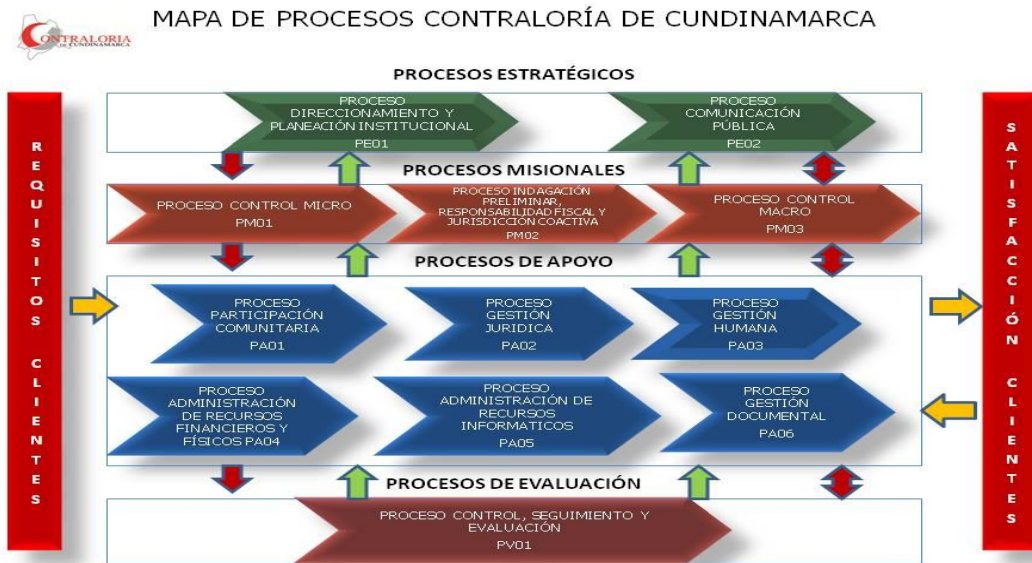 MAPA DE PROCESOS CONTRALORÍA DE CUNDINAMARCA
CONTRALORIA
DE CUNDINAMARCA
PROCESOS ESTRATÉGICOS
PROCESO
DIRECCIONAMIENTO Y
PLANEACIÓN INSTITUCIONAL
PE01
PROCESO
COMUNICACIÓN
PÚBLICA
PE02
REQUISITOS CLIENTES
PROCESOS MISIONALES
PROCESO CONTROL MICRO
PM01
PROCESO INDAGACIÓN
PRELIMINAR,
RESPONSABILIDAD FISCAL Y
JURISDICCIÓN COACTIVA
PM02
PROCESO CONTROL
MACRO
PM03
PROCESOS DE APOYO
PROCESO
PARTICIPACIÓN
COMUNITARIA
PA01
PROCESO
GESTIÓN
JURIDICA
PA02
PROCESO
GESTIÓN
HUMANA
PA03
PROCESO
ADMINISTRACIÓN
DE RECURSOS
FINANCIEROS Y
FÍSICOS PA04
PROCESO
ADMINISTRACIÓN DE
RECURSOS
INFORMATICOS
PA05
PROCESO
GESTIÓN
DOCUMENTAL
PA06
PROCESOS DE EVALUACIÓN
PROCESO CONTROL, SEGUIMIENTO Y
EVALUACIÓN
PV01
SATISFACCIÓN CLIENTES